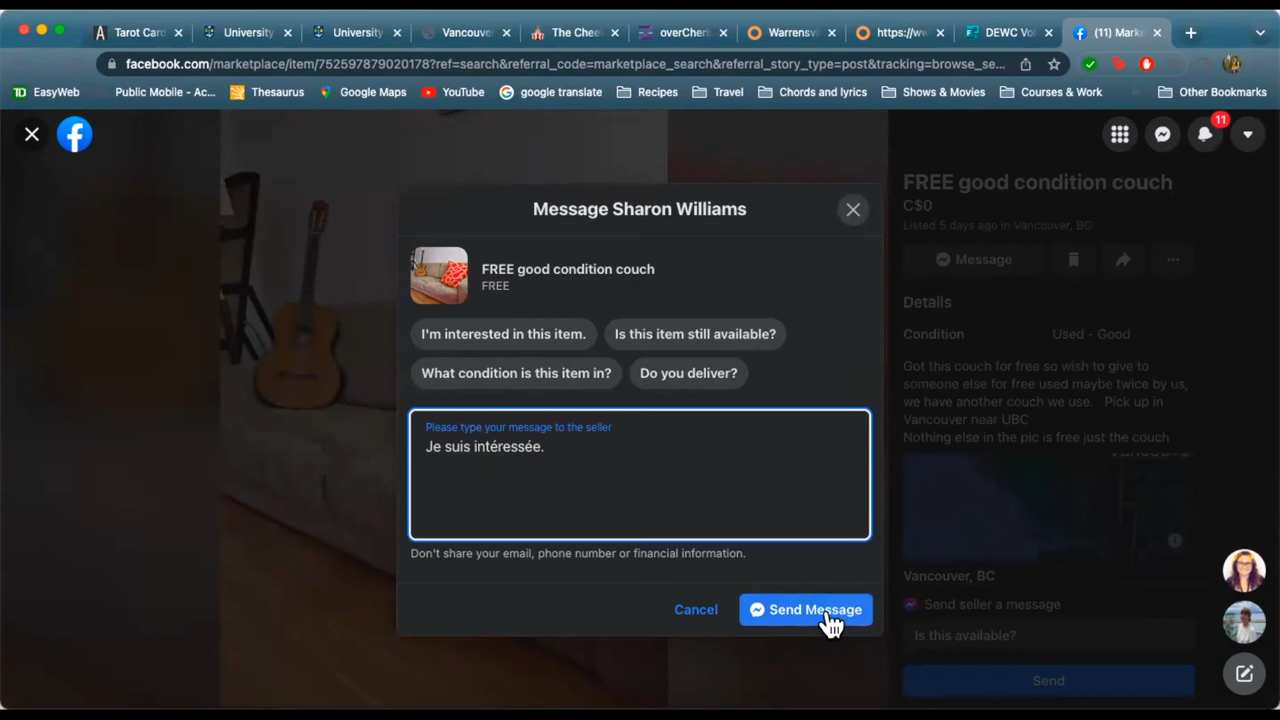 Tarot Card
University
University
Vancouve
The Chee
overCher
Warrensvi
https://ww
DEWC Vol
(11) Mark
facebook.com/marketplace/item/752597879020178?ref=search&referral_code=marketplace_search&referral_story_type=post&tracking=browse_se...
EasyWeb
Public Mobile - Ac...
Thesaurus
Google Maps
YouTube
google translate
Recipes
Travel
Chords and lyrics
Shows & Movies
Courses & Work
Other Bookmarks
11
Message Sharon Williams
FREE good condition couch
FREE
I'm interested in this item.
Is this item still available?
What condition is this item in?
Do you deliver?
Please type your message to the seller
Je suis intéressée.
Don't share your email, phone number or financial information.
Cancel
Send Message
FREE good condition couch
C$0
Listed 5 days ago in Vancouver, BC
Message
Details
Condition
Used - Good
Got this couch for free so wish to give to
someone else for free used maybe twice by us,
we have another couch we use. Pick up in
Vancouver near UBC
Nothing else in the pic is free just the couch
Vancouver, BC
Send seller a message
Is this available?
Send